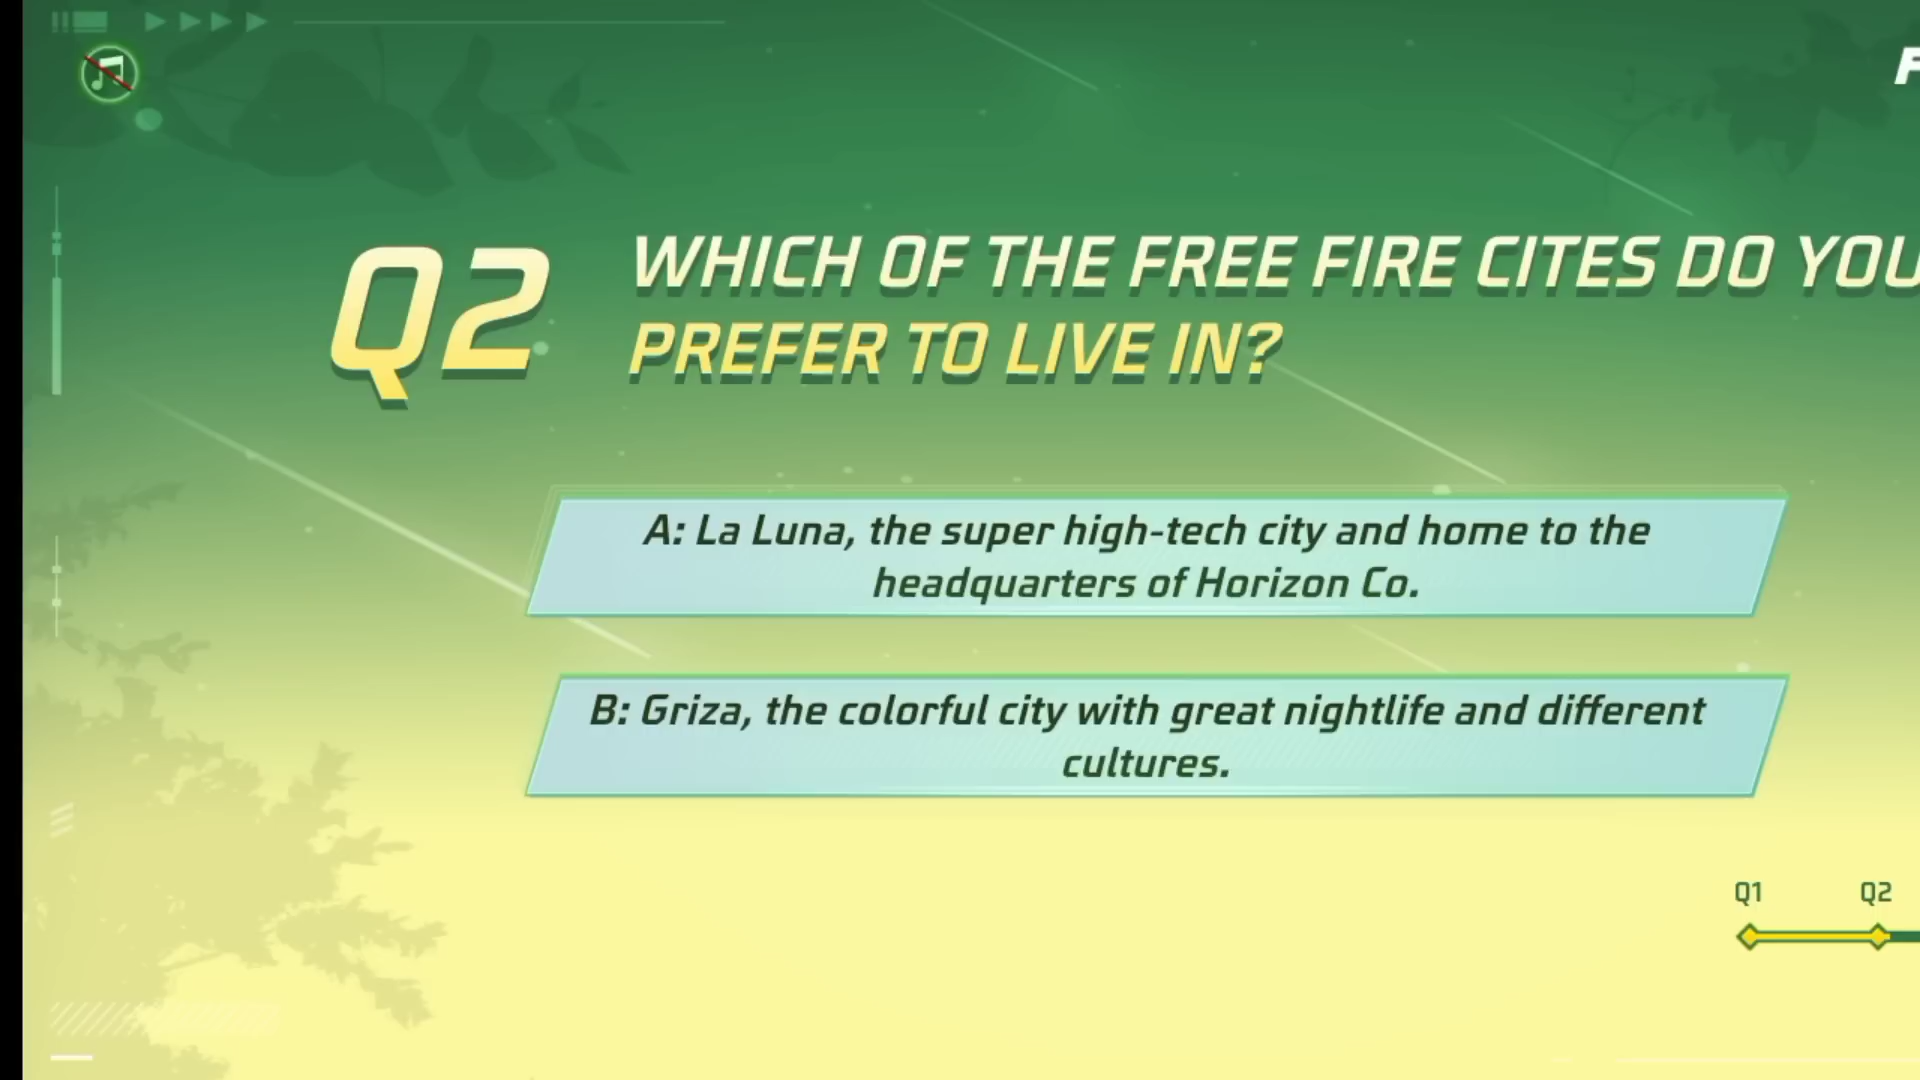 Q2
WHICH OF THE FREE FIRE CITES DO YOU
PREFER TO LIVE IN?
A: La Luna, the super high-tech city and home to the
headquarters of Horizon Co.
B: Griza, the colorful city with great nightlife and different
cultures.
Q1 Q2